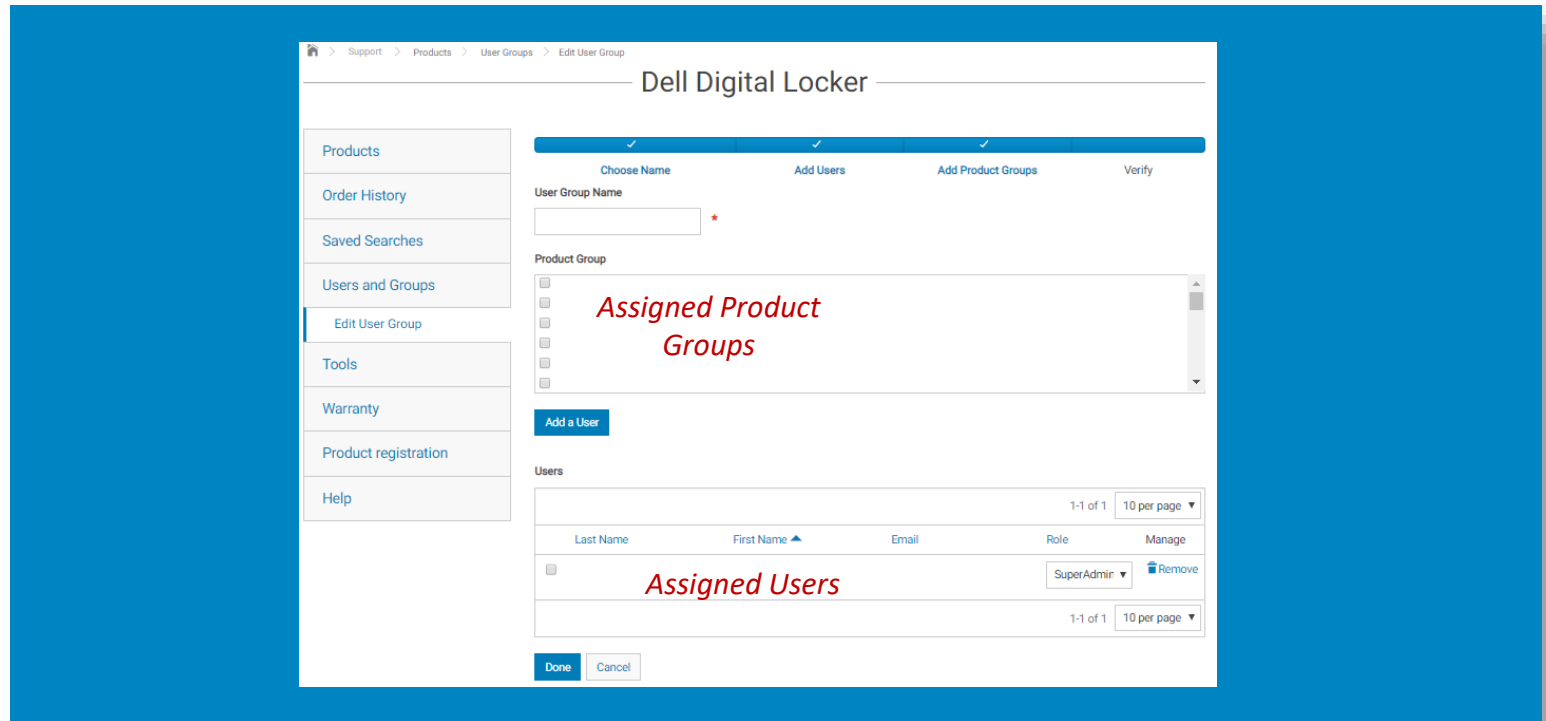 > Support > Products > User Groups > Edit User Group
Dell Digital Locker
Products
Order History
Saved Searches
Users and Groups
Edit User Group
Tools
Warranty
Product registration
Help
Choose Name Add Users Add Product Groups Verify
User Group Name
*
Product Group
Assigned Product
Groups
Add a User
Users
1-1 of 1 10 per page
Last Name First Name Email Role Manage
Assigned Users SuperAdmin Remove
1-1 of 1 10 per page
Done Cancel